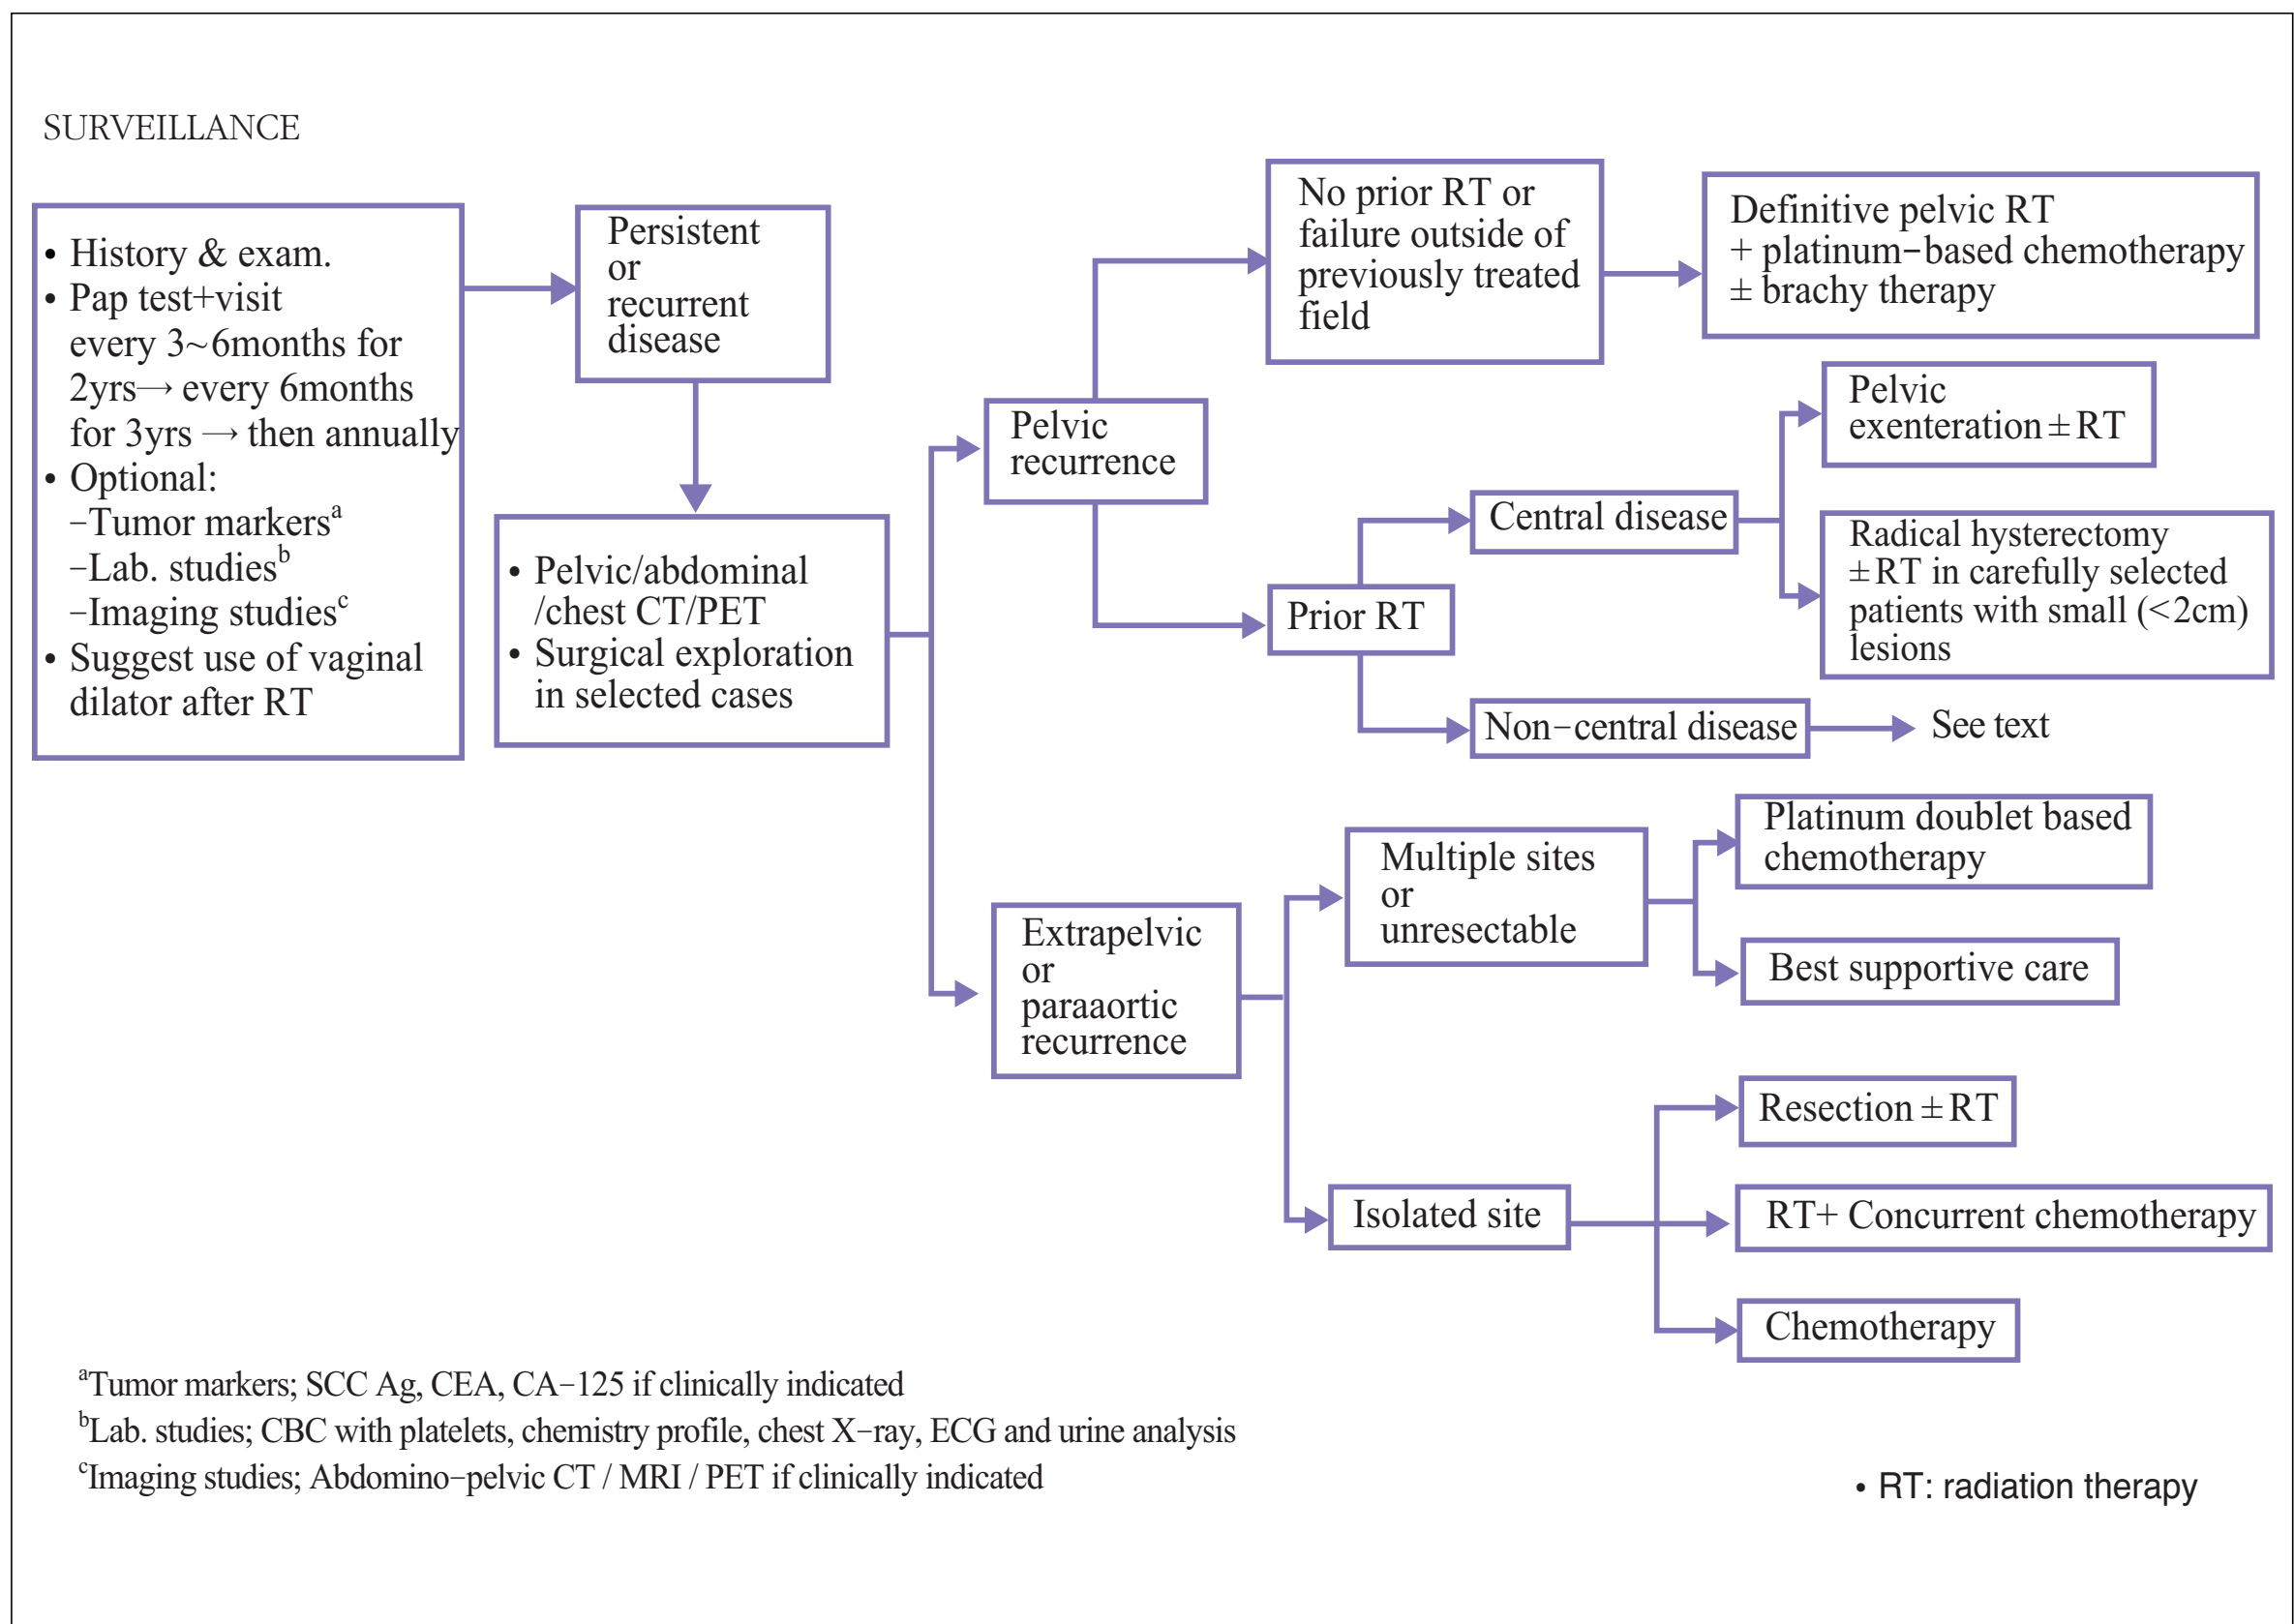 SURVEILLANCE
• History & exam.
• Pap test+visit
every 3~6months for
2yrs→ every 6months
for 3yrs → then annually
• Optional:
-Tumor markersᵃ
-Lab. studiesᵇ
-Imaging studiesᶜ
• Suggest use of vaginal
dilator after RT
Persistent
or
recurrent
disease
• Pelvic/abdominal
/chest CT/PET
• Surgical exploration
in selected cases
Pelvic
recurrence
No prior RT or
failure outside of
previously treated
field
Definitive pelvic RT
+ platinum-based chemotherapy
± brachy therapy
Prior RT
Central disease
Pelvic
exenteration ± RT
Radical hysterectomy
± RT in carefully selected
patients with small (<2cm)
lesions
Non-central disease
See text
Extrapelvic
or
paraaortic
recurrence
Multiple sites
or
unresectable
Platinum doublet based
chemotherapy
Best supportive care
Isolated site
Resection ± RT
RT+ Concurrent chemotherapy
Chemotherapy
ᵃTumor markers; SCC Ag, CEA, CA-125 if clinically indicated
ᵇLab. studies; CBC with platelets, chemistry profile, chest X-ray, ECG and urine analysis
ᶜImaging studies; Abdomino-pelvic CT / MRI / PET if clinically indicated
• RT: radiation therapy